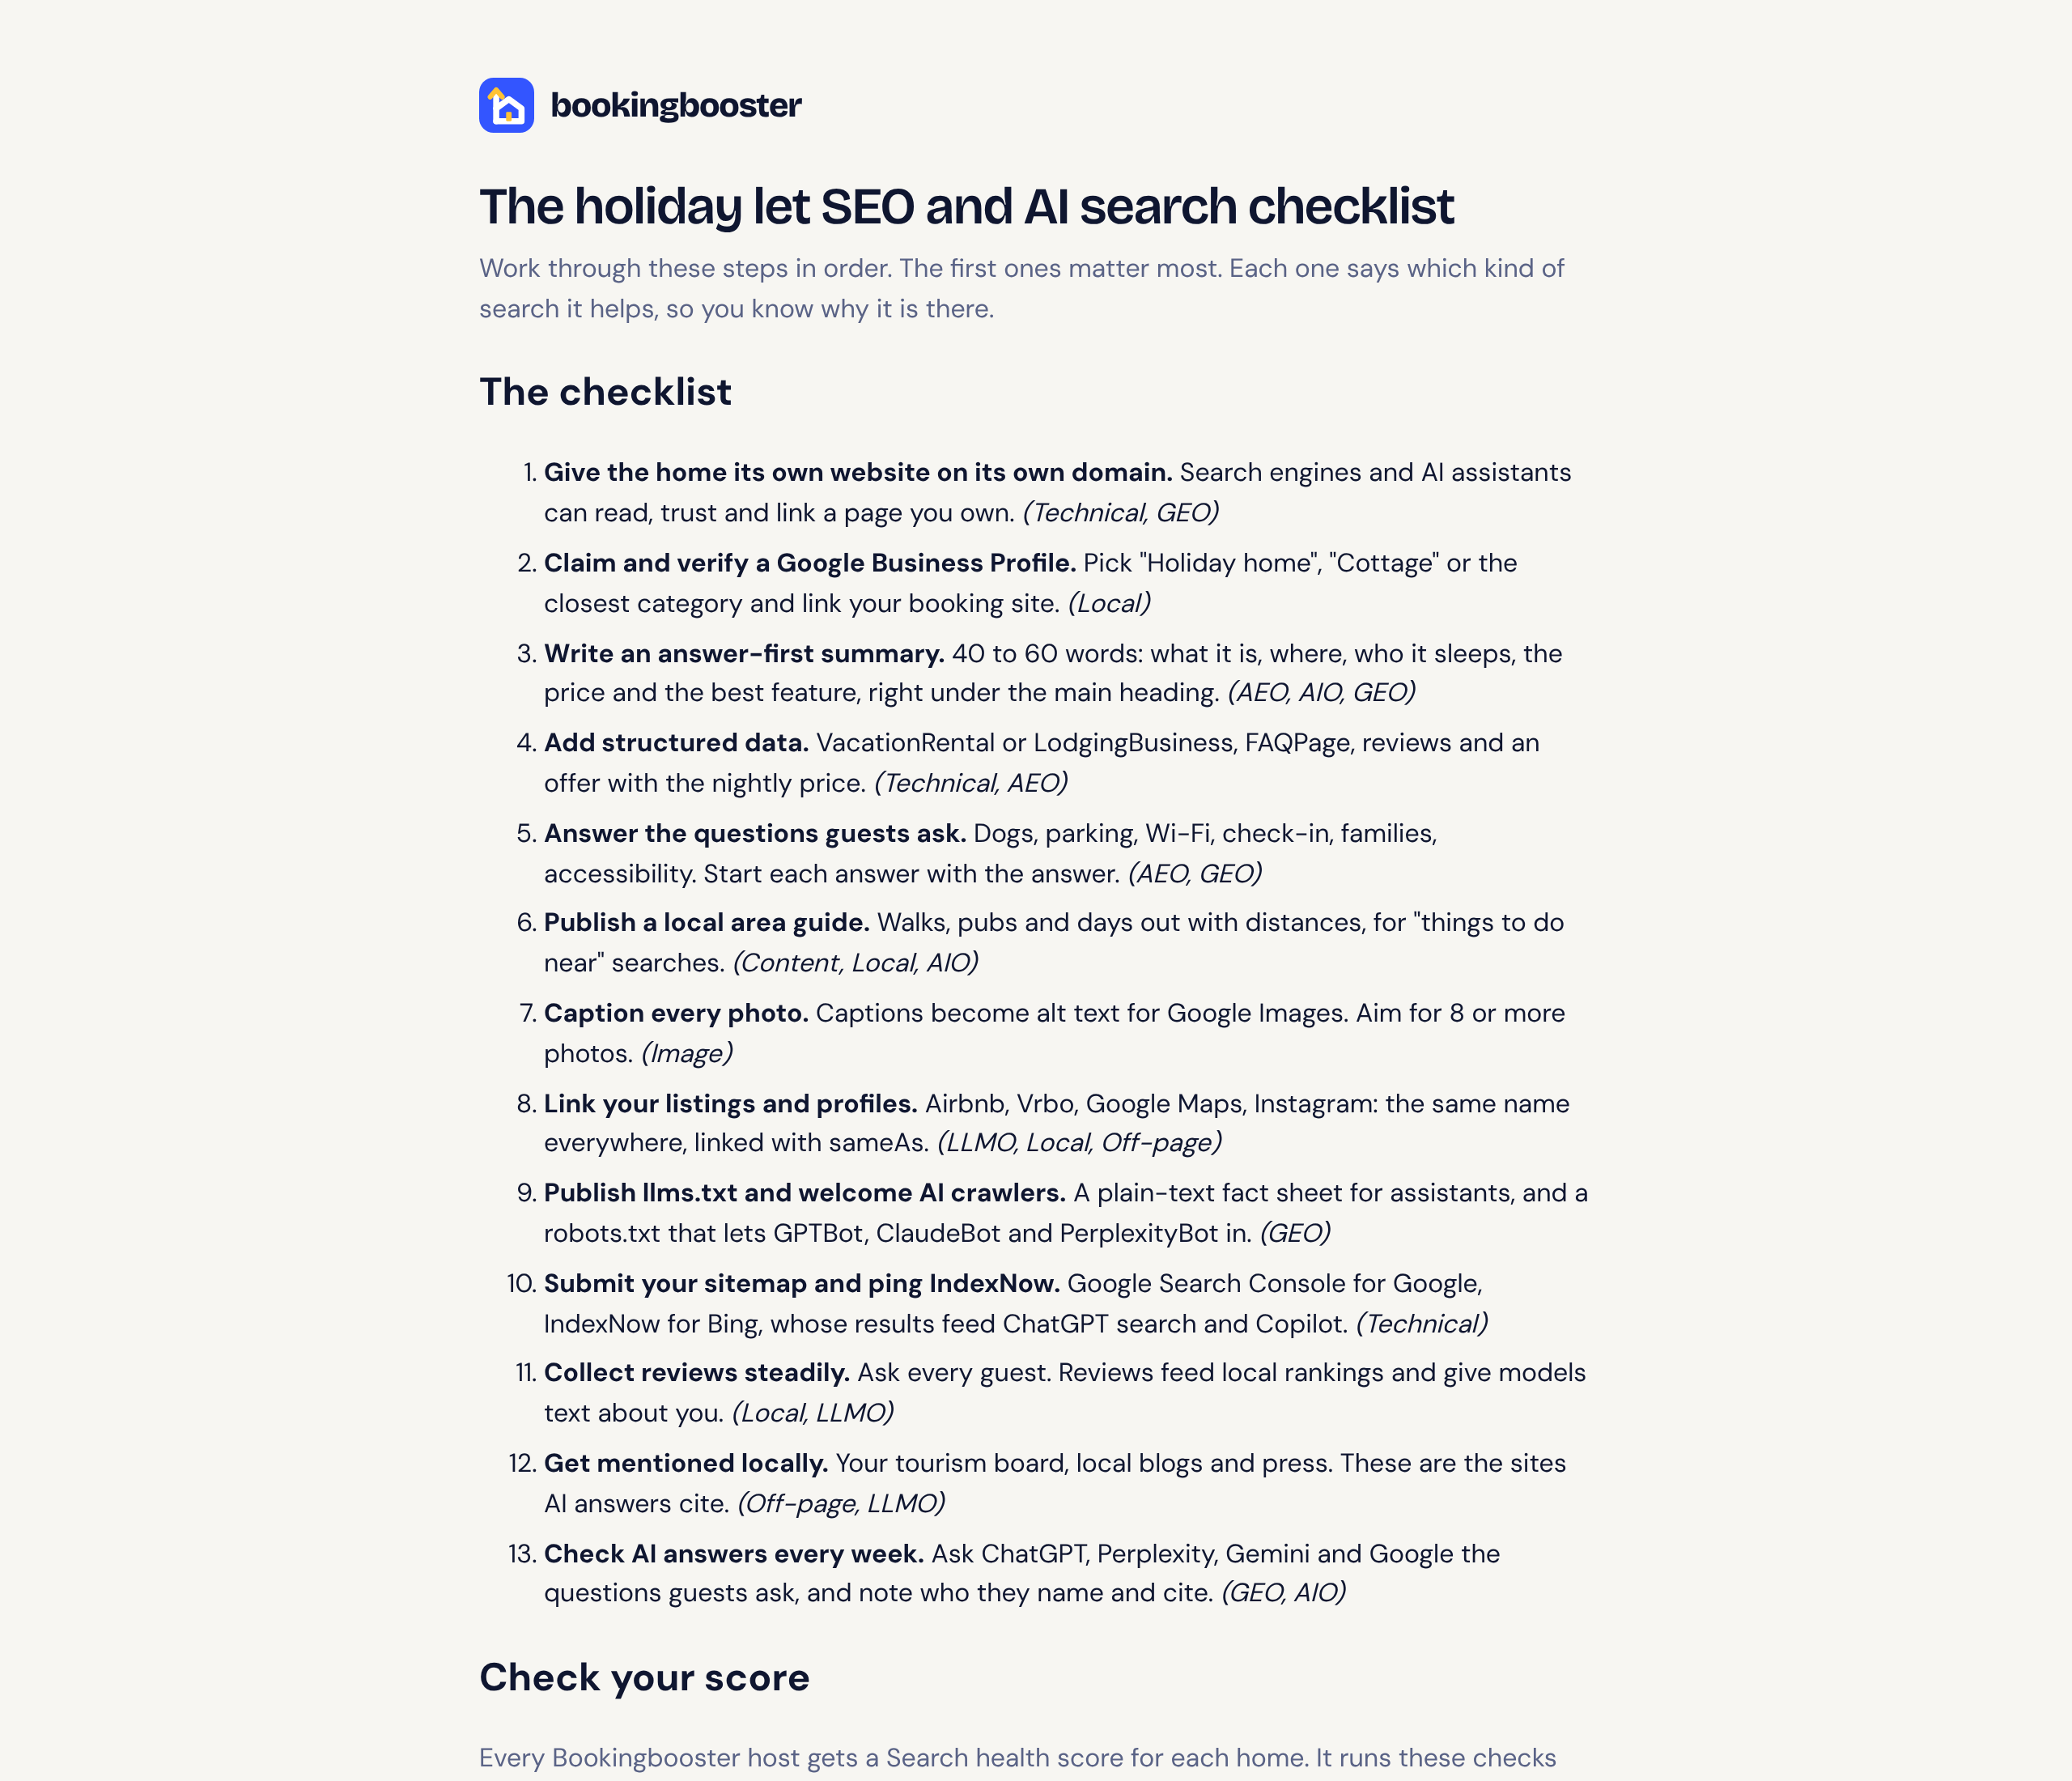 bookingbooster
The holiday let SEO and AI search checklist
Work through these steps in order. The first ones matter most. Each one says which kind of
search it helps, so you know why it is there.
The checklist
1. Give the home its own website on its own domain. Search engines and AI assistants
can read, trust and link a page you own. (Technical, GEO)
2. Claim and verify a Google Business Profile. Pick "Holiday home", "Cottage" or the
closest category and link your booking site. (Local)
3. Write an answer-first summary. 40 to 60 words: what it is, where, who it sleeps, the
price and the best feature, right under the main heading. (AEO, AIO, GEO)
4. Add structured data. VacationRental or LodgingBusiness, FAQPage, reviews and an
offer with the nightly price. (Technical, AEO)
5. Answer the questions guests ask. Dogs, parking, Wi-Fi, check-in, families,
accessibility. Start each answer with the answer. (AEO, GEO)
6. Publish a local area guide. Walks, pubs and days out with distances, for "things to do
near" searches. (Content, Local, AIO)
7. Caption every photo. Captions become alt text for Google Images. Aim for 8 or more
photos. (Image)
8. Link your listings and profiles. Airbnb, Vrbo, Google Maps, Instagram: the same name
everywhere, linked with sameAs. (LLMO, Local, Off-page)
9. Publish llms.txt and welcome AI crawlers. A plain-text fact sheet for assistants, and a
robots.txt that lets GPTBot, ClaudeBot and PerplexityBot in. (GEO)
10. Submit your sitemap and ping IndexNow. Google Search Console for Google,
IndexNow for Bing, whose results feed ChatGPT search and Copilot. (Technical)
11. Collect reviews steadily. Ask every guest. Reviews feed local rankings and give models
text about you. (Local, LLMO)
12. Get mentioned locally. Your tourism board, local blogs and press. These are the sites
AI answers cite. (Off-page, LLMO)
13. Check AI answers every week. Ask ChatGPT, Perplexity, Gemini and Google the
questions guests ask, and note who they name and cite. (GEO, AIO)
Check your score
Every Bookingbooster host gets a Search health score for each home. It runs these checks